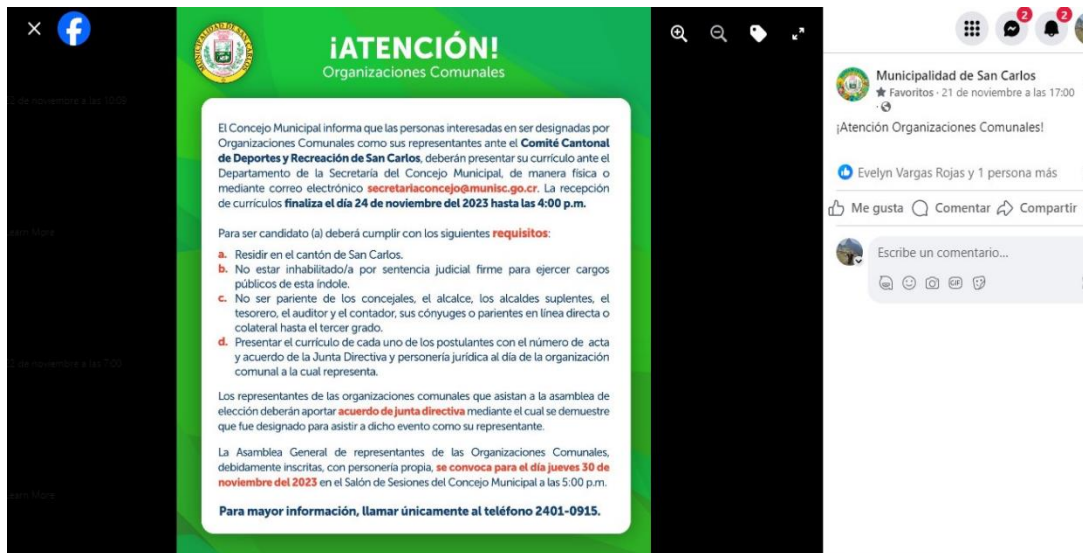 ¡ATENCIÓN!
Organizaciones Comunales
El Concejo Municipal informa que las personas interesadas en ser designadas por
Organizaciones Comunales como sus representantes ante el Comité Cantonal
de Deportes y Recreación de San Carlos, deberán presentar su currículo ante el
Departamento de la Secretaría del Concejo Municipal, de manera física o
mediante correo electrónico secretariaconcejo@munisc.go.cr. La recepción
de currículos finaliza el día 24 de noviembre del 2023 hasta las 4:00 p.m.
Para ser candidato (a) deberá cumplir con los siguientes requisitos:
a. Residir en el cantón de San Carlos.
b. No estar inhabilitado/a por sentencia judicial firme para ejercer cargos
públicos de esta índole.
c. No ser pariente de los concejales, el alcalce, los alcaldes suplentes, el
tesorero, el auditor y el contador, sus cónyuges o parientes en línea directa o
colateral hasta el tercer grado.
d. Presentar el currículo de cada uno de los postulantes con el número de acta
y acuerdo de la Junta Directiva y personería jurídica al día de la organización
comunal a la cual representa.
Los representantes de las organizaciones comunales que asistan a la asamblea de
elección deberán aportar acuerdo de junta directiva mediante el cual se demuestre
que fue designado para asistir a dicho evento como su representante.
La Asamblea General de representantes de las Organizaciones Comunales,
debidamente inscritas, con personería propia, se convoca para el día jueves 30 de
noviembre del 2023 en el Salón de Sesiones del Concejo Municipal a las 5:00 p.m.
Para mayor información, llamar únicamente al teléfono 2401-0915.
2
2
Municipalidad de San Carlos
Favoritos · 21 de noviembre a las 17:00
¡Atención Organizaciones Comunales!
Evelyn Vargas Rojas y 1 persona más
Me gusta Comentar Compartir
Escribe un comentario...
GIF